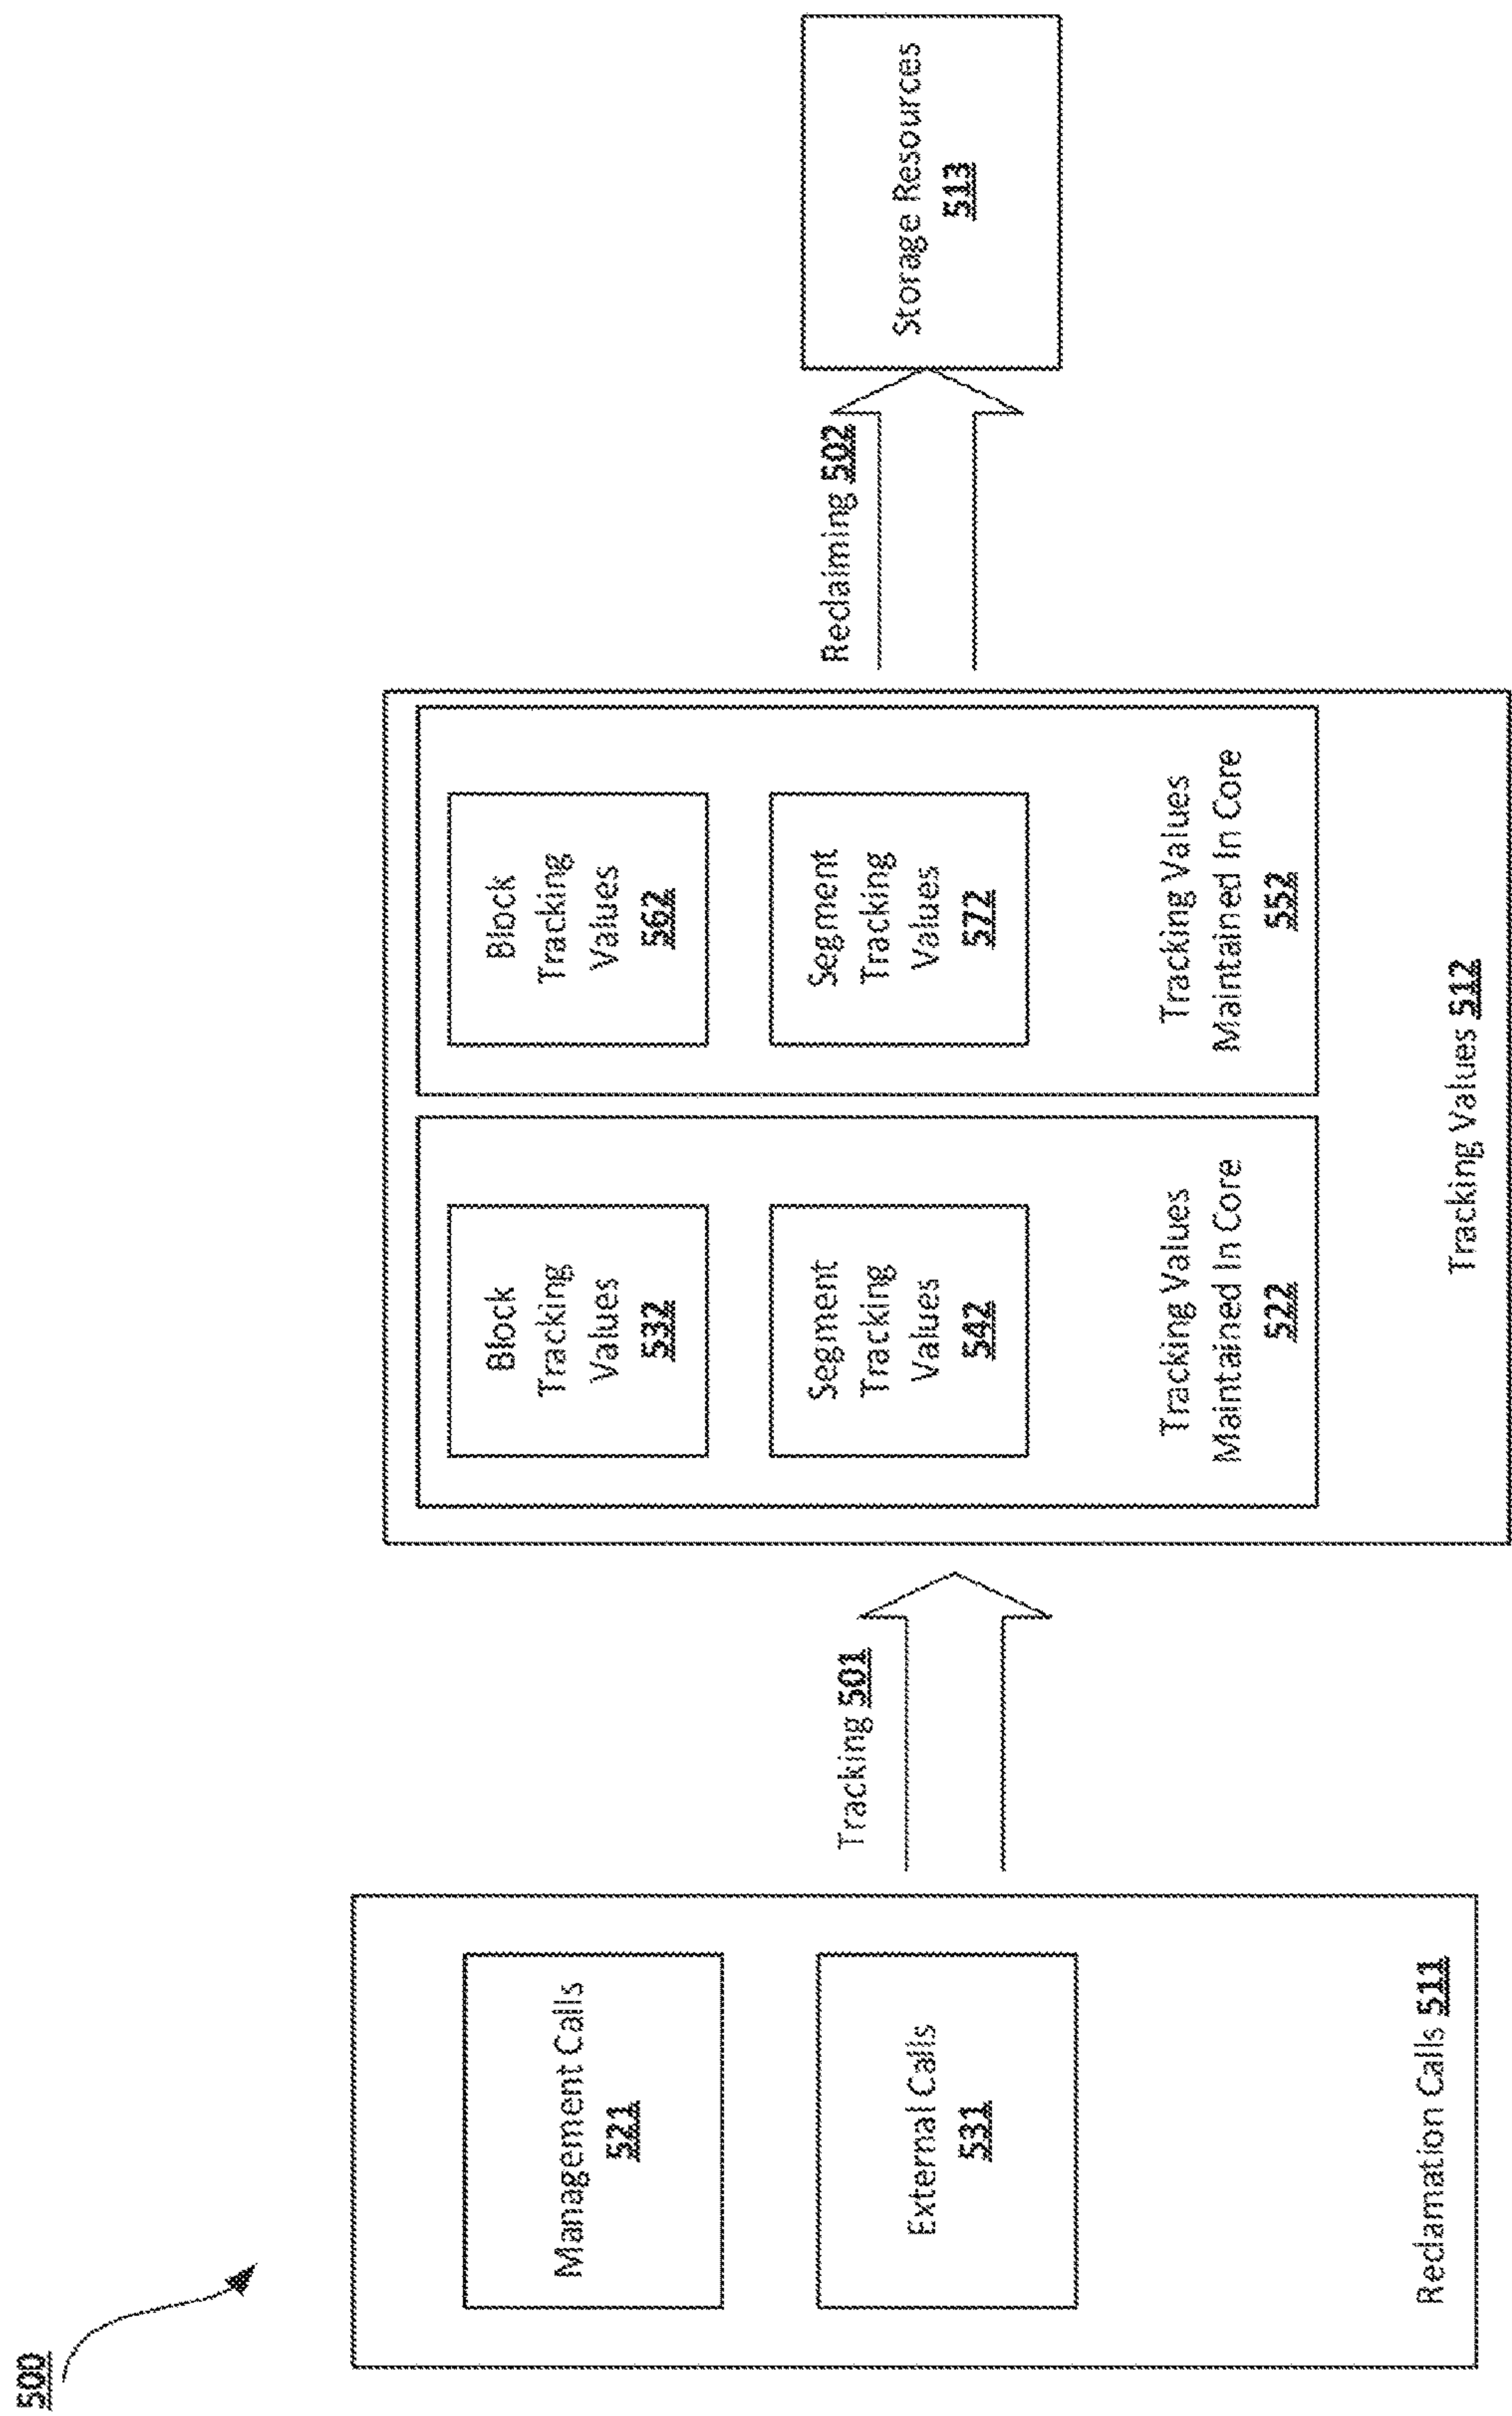 500
Management Calls
521
External Calls
531
Reclamation Calls 511
Tracking 501
Block
Tracking
Values
532
Segment
Tracking
Values
542
Tracking Values
Maintained In Core
522
Block
Tracking
Values
562
Segment
Tracking
Values
572
Tracking Values
Maintained In Core
552
Tracking Values 512
Reclaiming 502
Storage Resources
513